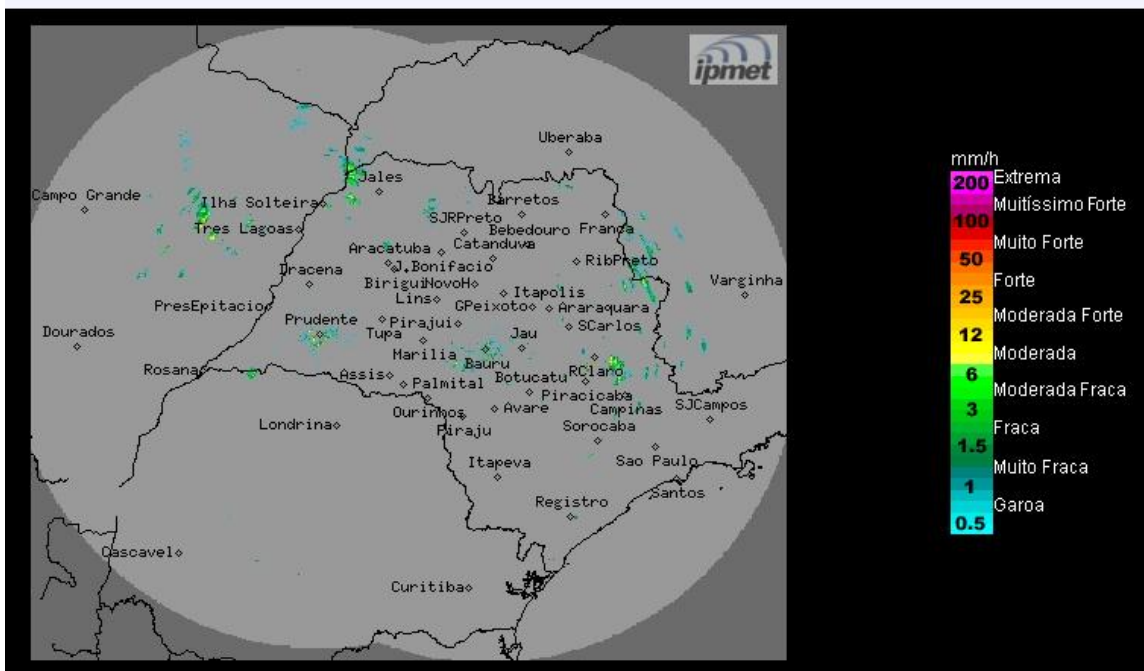 ipmet
Uberaba
Campo Grande
Jales
Ilha Solteira
Barretos
SJRPreto
Franca
Tres Lagoas
Bebedouro
Catanduva
Aracatuba
RibPreto
Dracena
J.Bonifacio
Varginha
Birigui
NovoH
Itapolis
PresEpitacio
Lins
GPeixoto
Araraquara
Prudente
Pirajui
SCarlos
Dourados
Tupa
Jau
Marilia
Bauru
Rosana
Assis
RClaro
Botucatu
Palmital
Piracicaba
Ourinhos
Avare
Campinas
SJCampos
Londrina
Piraju
Sorocaba
Itapeva
Sao Paulo
Santos
Registro
Cascavel
Curitiba
mm/h
200 Extrema
Muitíssimo Forte
100
Muito Forte
50
Forte
25
Moderada Forte
12
Moderada
6
Moderada Fraca
3
Fraca
1.5
Muito Fraca
1
Garoa
0.5